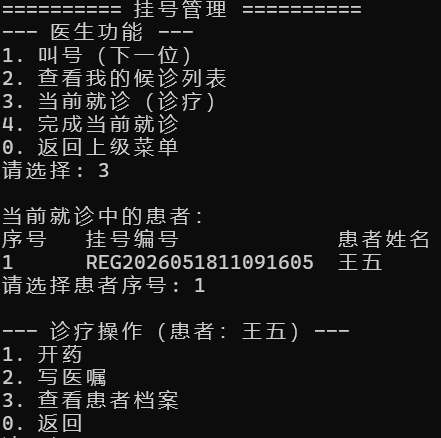 ========== 挂号管理 ==========
--- 医生功能 ---
1. 叫号（下一位）
2. 查看我的候诊列表
3. 当前就诊（诊疗）
4. 完成当前就诊
0. 返回上级菜单
请选择: 3
当前就诊中的患者:
序号 挂号编号 患者姓名
1 REG2026051811091605 王五
请选择患者序号: 1
--- 诊疗操作（患者: 王五）---
1. 开药
2. 写医嘱
3. 查看患者档案
0. 返回